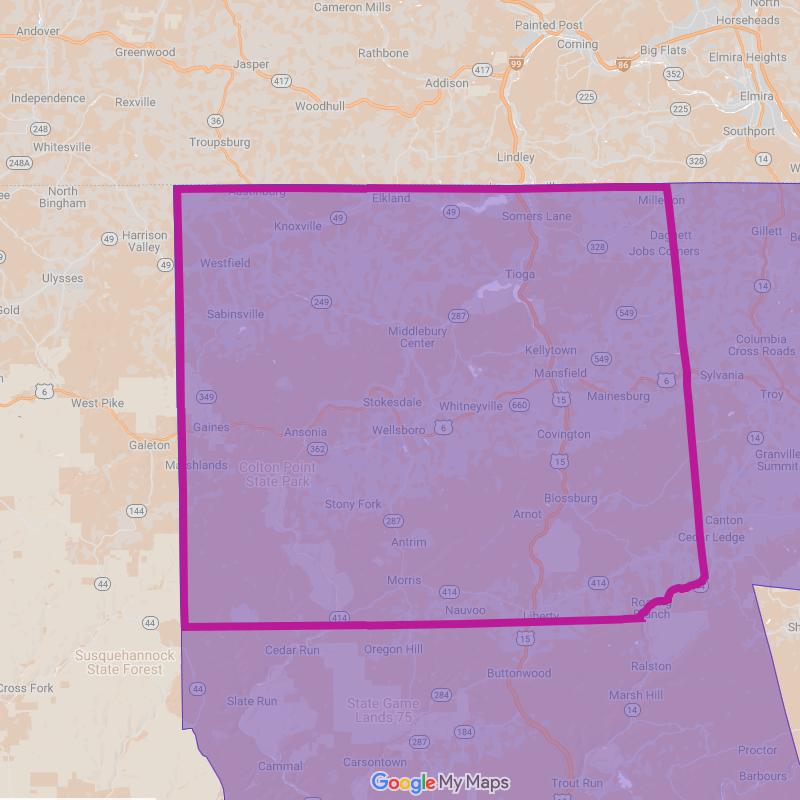 Cameron Mills
North
Horseheads
Andover
Painted Post
Corning
Greenwood
Rathbone
Big Flats
Elmira Heights
Jasper
99
86
417
417
Addison
352
Independence
Rexville
Woodhull
225
Elmira
225
36
248
Southport
Whitesville
Troupsburg
248A
Lindley
328
14
North
Bingham
Elkland
Millerton
49
49
Somers Lane
Knoxville
Gillett
49
Harrison
Valley
328
Daggett
Jobs Corners
49
Westfield
Ulysses
Tioga
14
249
Sabinsville
287
549
Middlebury
Center
Columbia
Cross Roads
Kellytown
549
Mansfield
Sylvania
6
6
349
Stokesdale
Whitneyville
660
15
Mainesburg
Troy
West Pike
Gaines
Ansonia
Wellsboro
6
Covington
14
Galeton
362
Granville
Summit
Marshlands
Colton Point
State Park
15
Stony Fork
Blossburg
144
287
Arnot
Canton
Antrim
Cedar Ledge
44
Morris
414
414
44
414
Nauvoo
Liberty
Roaring
Branch
15
Susquehannock
State Forest
Cedar Run
Oregon Hill
Ralston
Buttonwood
Cross Fork
44
Slate Run
284
Marsh Hill
State Game
Lands 75
14
184
287
Proctor
Cammal
Carsontown
Google My Maps
Trout Run
Barbours